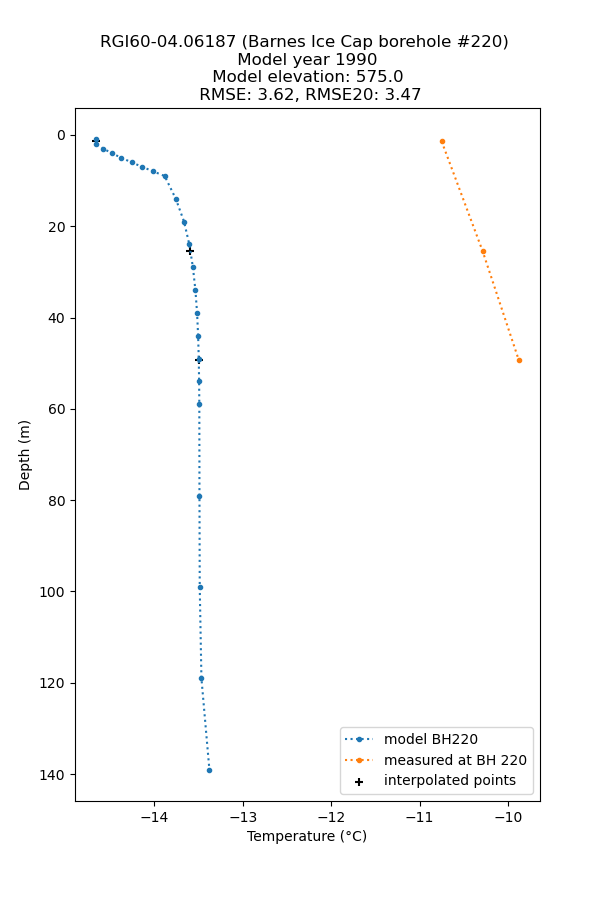 RGI60-04.06187 (Barnes Ice Cap borehole #220)
Model year 1990
Model elevation: 575.0
RMSE: 3.62, RMSE20: 3.47
0
20
40
60
80
100
120
140
Depth (m)
−14
−13
−12
−11
−10
Temperature (°C)
model BH220
measured at BH 220
interpolated points